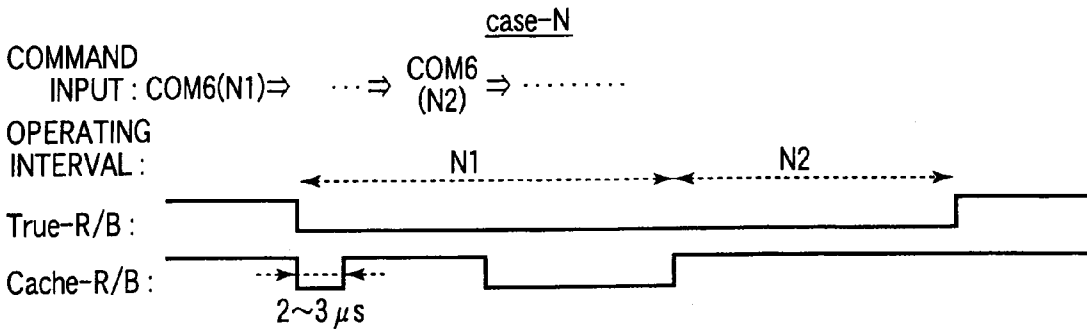 case-N
COMMAND
INPUT : COM6(N1)⇒ ···⇒ COM6 ⇒ ·········
(N2)
OPERATING
INTERVAL :
N1 N2
True-R/B :
Cache-R/B :
2~3 μs